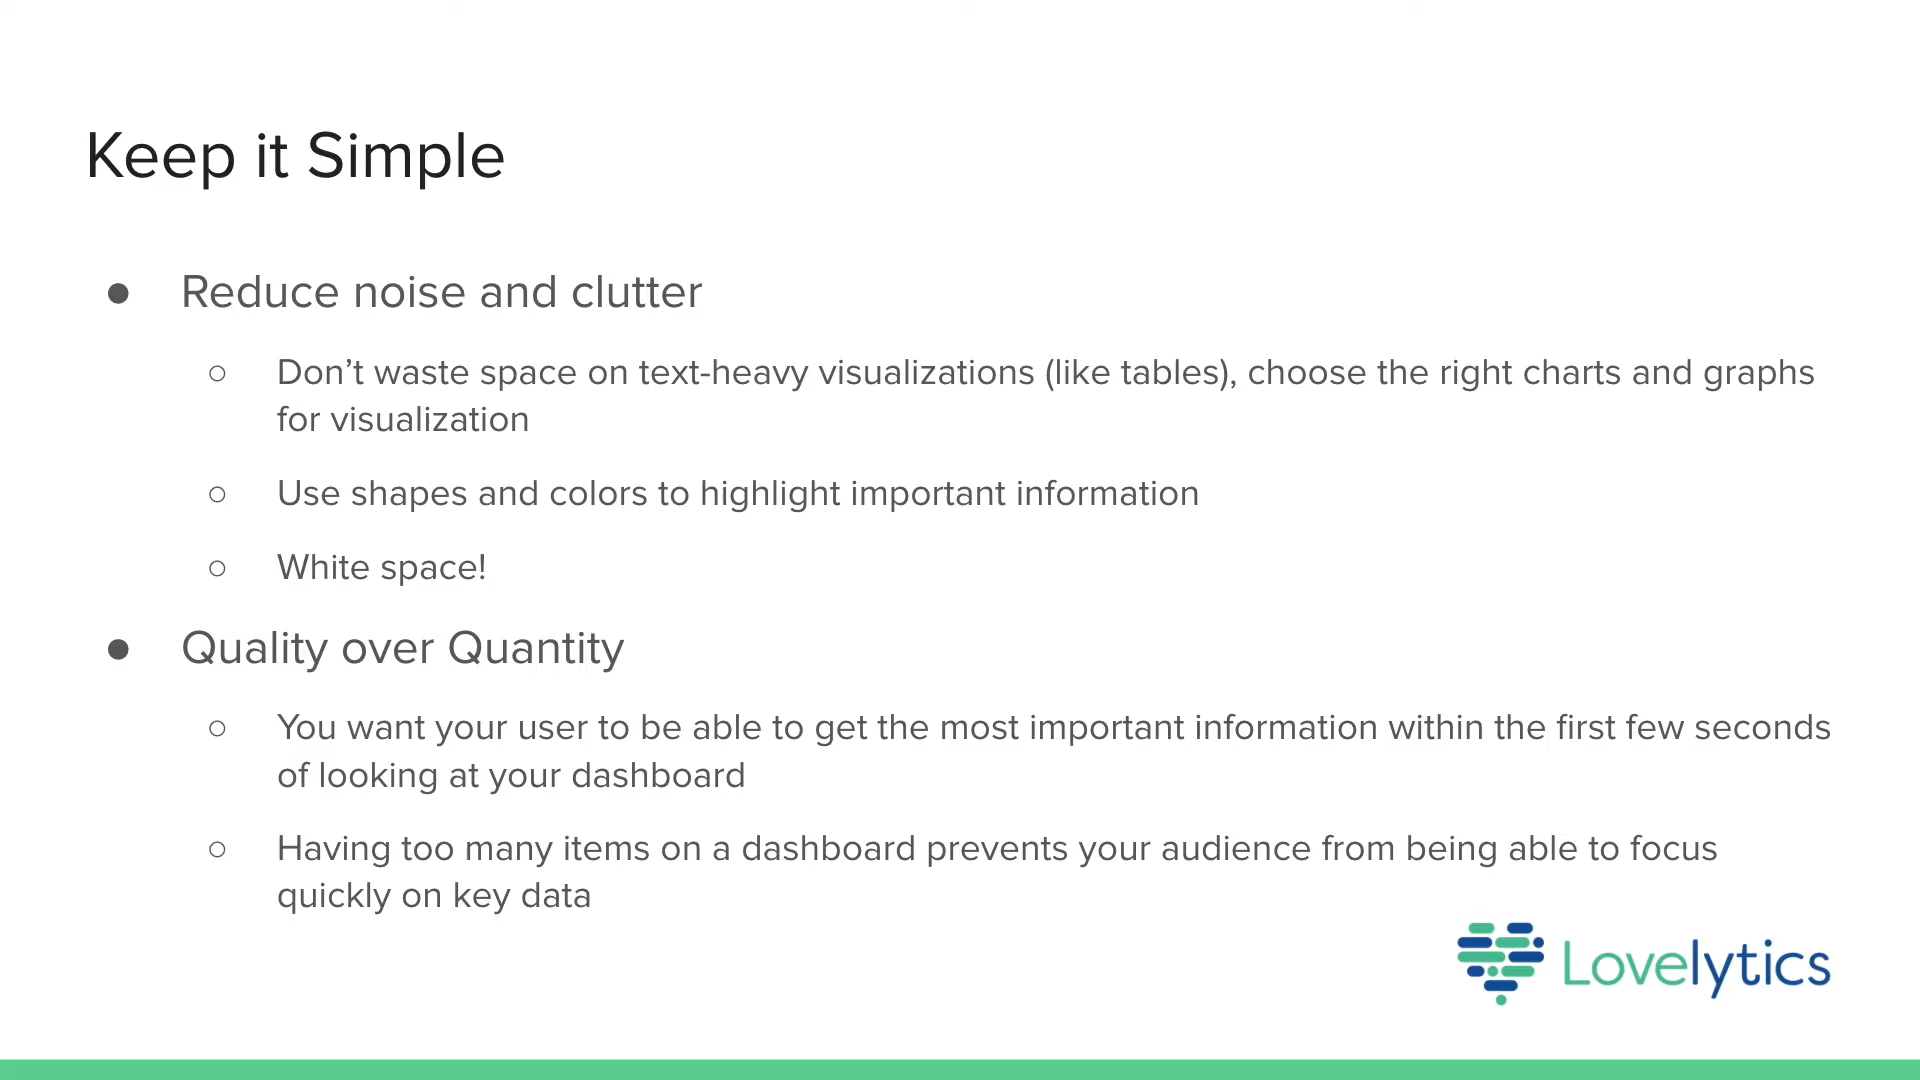 Keep it Simple
● Reduce noise and clutter
○ Don’t waste space on text-heavy visualizations (like tables), choose the right charts and graphs
for visualization
○ Use shapes and colors to highlight important information
○ White space!
● Quality over Quantity
○ You want your user to be able to get the most important information within the first few seconds
of looking at your dashboard
○ Having too many items on a dashboard prevents your audience from being able to focus
quickly on key data
Lovelytics